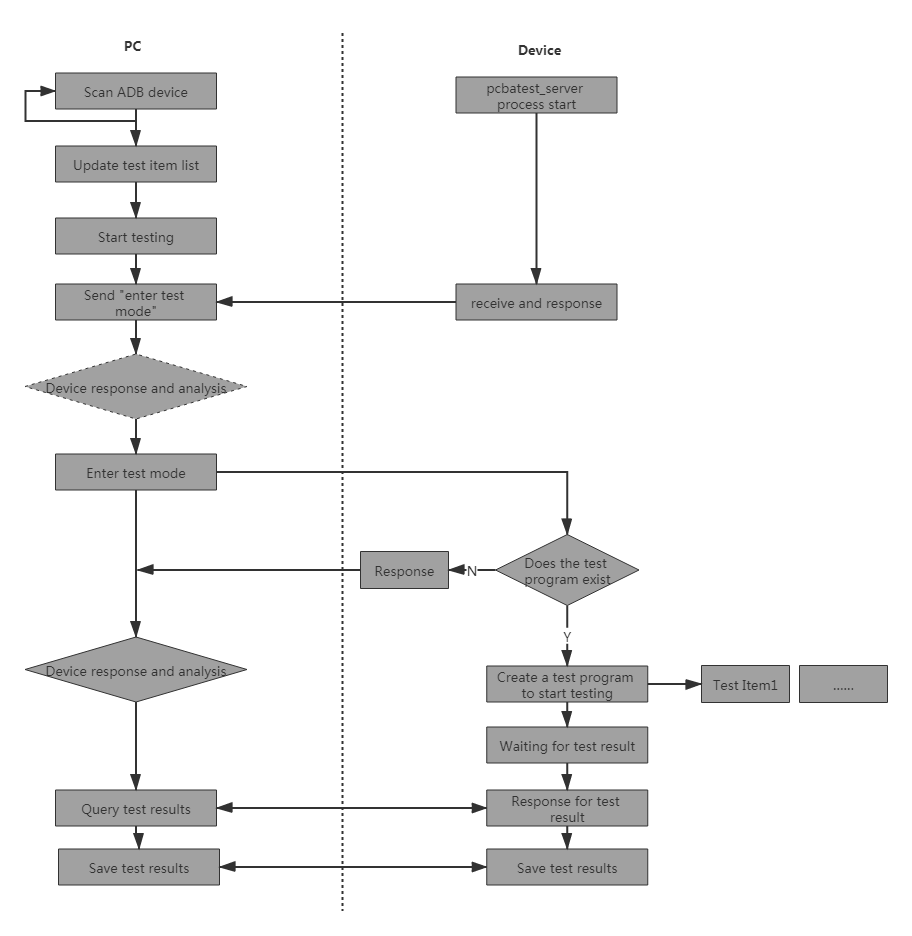 PC
Device
Scan ADB device
pcbatest_server
process start
Update test item list
Start testing
Send "enter test
mode"
receive and response
Device response and analysis
Enter test mode
Does the test
program exist
N
Response
Y
Device response and analysis
Create a test program
to start testing
Test Item1
......
Waiting for test result
Query test results
Response for test
result
Save test results
Save test results